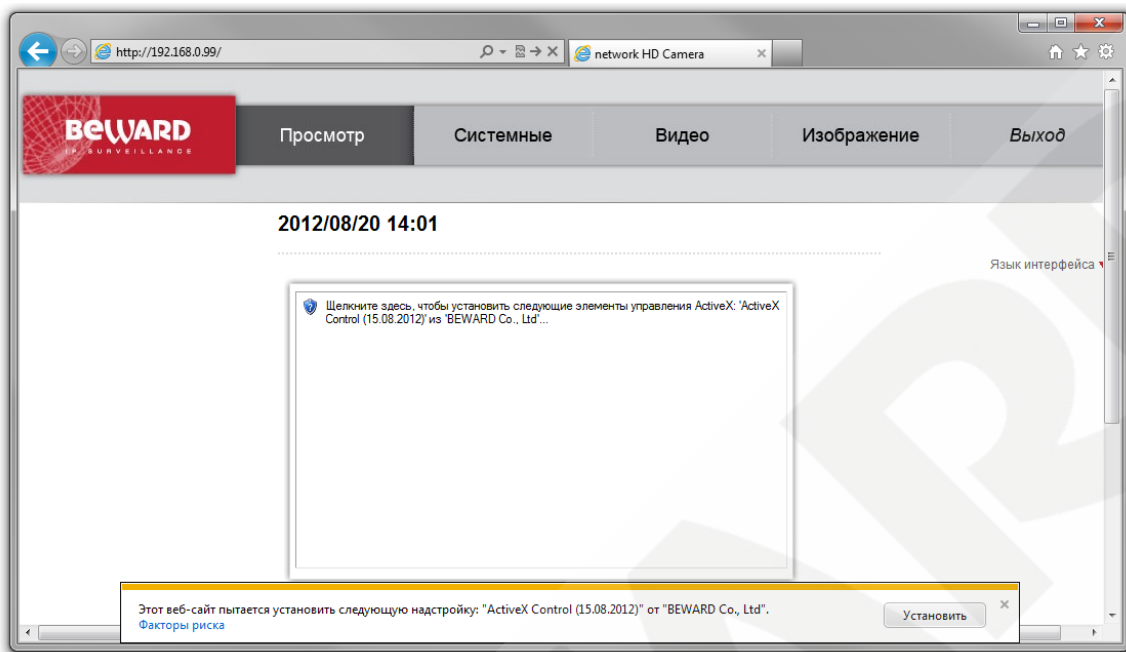 http://192.168.0.99/
network HD Camera
BEWARD
IP SURVEILLANCE
Просмотр
Системные
Видео
Изображение
Выход
2012/08/20 14:01
Язык интерфейса
Щелкните здесь, чтобы установить следующие элементы управления ActiveX: 'ActiveX
Control (15.08.2012)' из 'BEWARD Co., Ltd'...
Этот веб-сайт пытается установить следующую надстройку: "ActiveX Control (15.08.2012)" от "BEWARD Co., Ltd".
Факторы риска
Установить